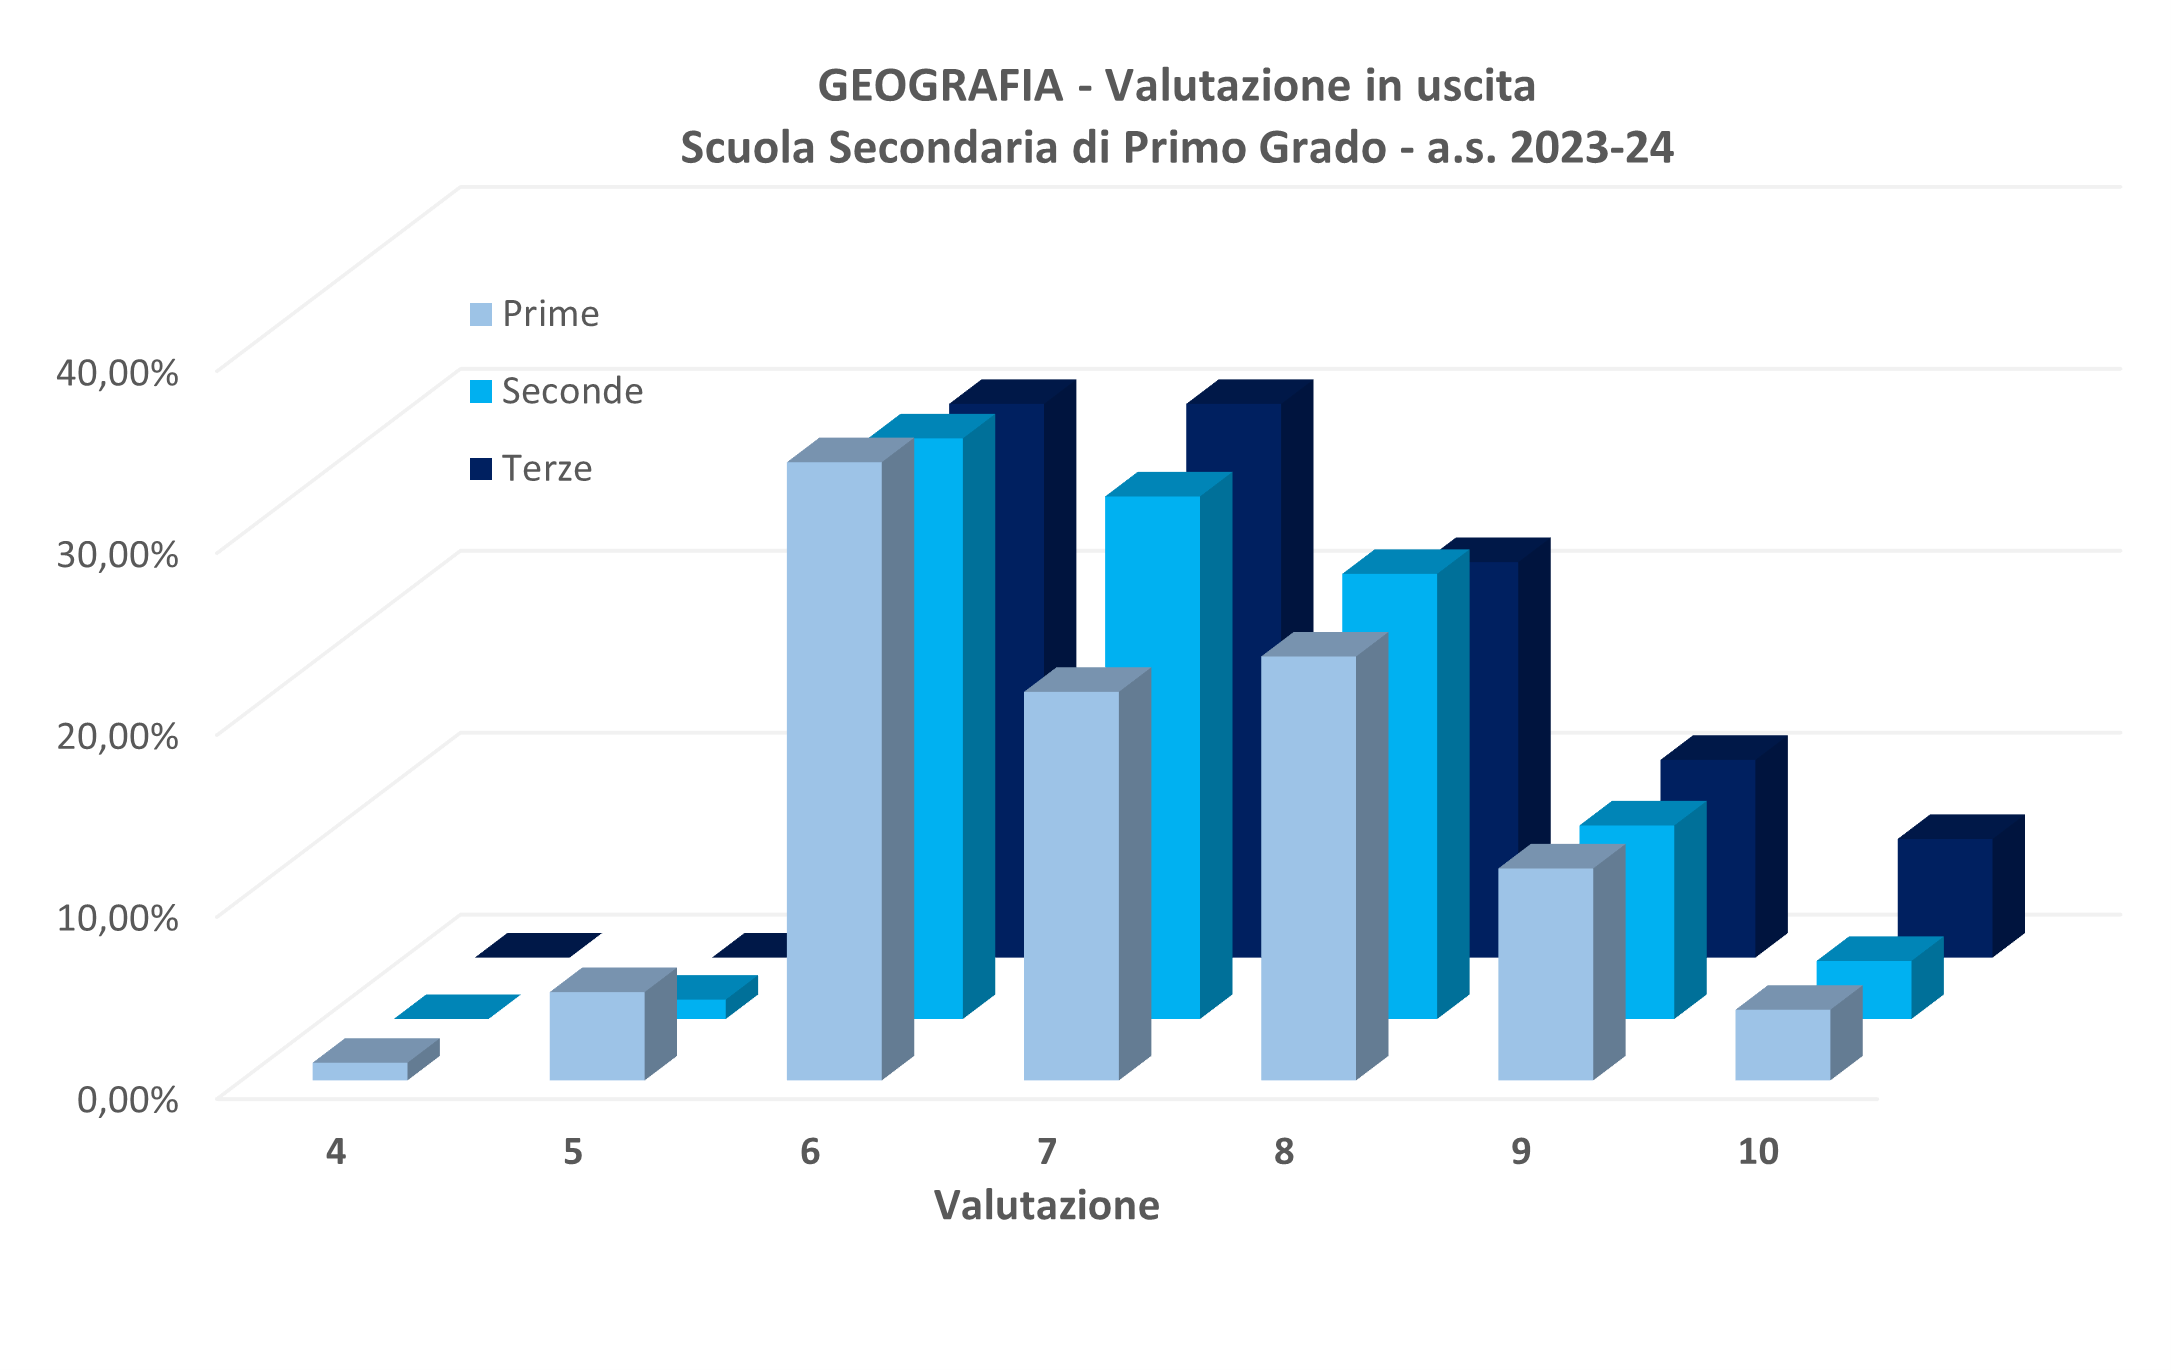 GEOGRAFIA - Valutazione in uscita
Scuola Secondaria di Primo Grado - a.s. 2023-24
Prime
Seconde
Terze
40,00%
30,00%
20,00%
10,00%
0,00%
4 5 6 7 8 9 10
Valutazione